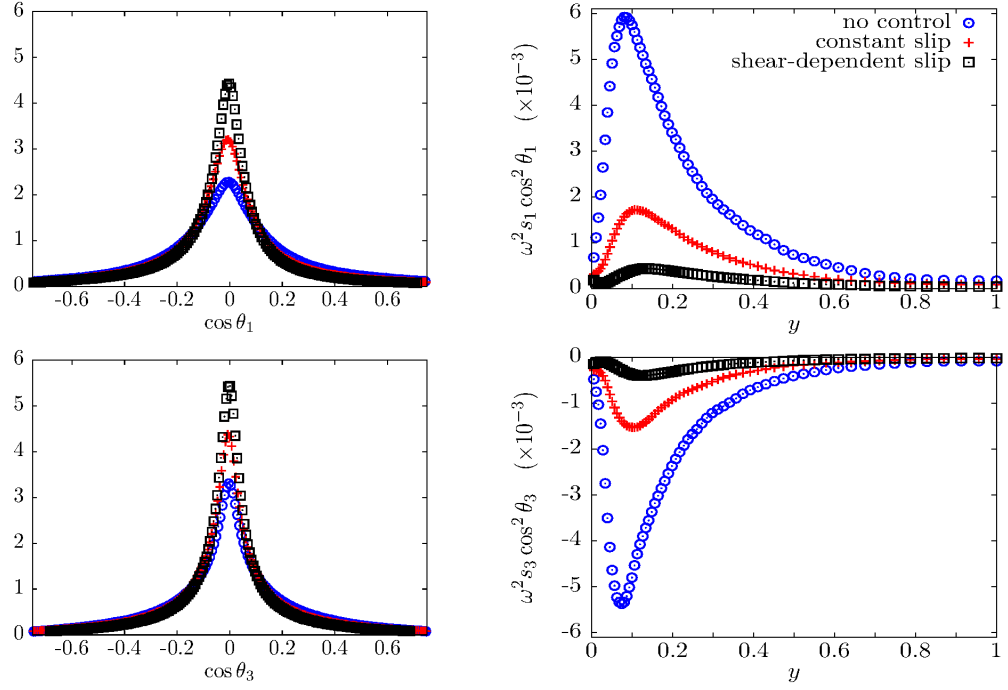 6
5
4
3
2
1
0
-0.6 -0.4 -0.2 0 0.2 0.4 0.6
cos θ₁
6
5
4
3
2
1
0
ω² s₁ cos² θ₁ (×10⁻³)
no control
constant slip
shear-dependent slip
0 0.2 0.4 0.6 0.8 1
y
6
5
4
3
2
1
0
-0.6 -0.4 -0.2 0 0.2 0.4 0.6
cos θ₃
0
-1
-2
-3
-4
-5
-6
ω² s₃ cos² θ₃ (×10⁻³)
0 0.2 0.4 0.6 0.8 1
y